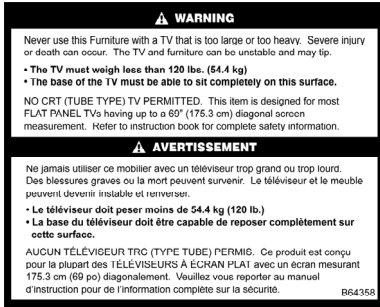 WARNING
Never use this Furniture with a TV that is too large or too heavy. Severe injury
or death can occur. The TV and furniture can be unstable and may tip.
• The TV must weigh less than 120 lbs. (54.4 kg)
• The base of the TV must be able to sit completely on this surface.
NO CRT (TUBE TYPE) TV PERMITTED. This item is designed for most
FLAT PANEL TVs having up to a 69" (175.3 cm) diagonal screen
measurement. Refer to instruction book for complete safety information.
AVERTISSEMENT
Ne jamais utiliser ce mobilier avec un téléviseur trop grand ou trop lourd.
Des blessures graves ou la mort peuvent survenir. Le téléviseur et le meuble
peuvent devenir instable et renverser.
• Le téléviseur doit peser moins de 54.4 kg (120 lb.)
• La base du téléviseur doit être capable de reposer complètement sur
cette surface.
AUCUN TÉLÉVISEUR TRC (TYPE TUBE) PERMIS. Ce produit est conçu
pour la plupart des TÉLÉVISEURS À ÉCRAN PLAT avec un écran mesurant
175.3 cm (69 po) diagonalement. Veuillez vous reporter au manuel
d'instruction pour de l'information complète sur la sécurité.
B64358